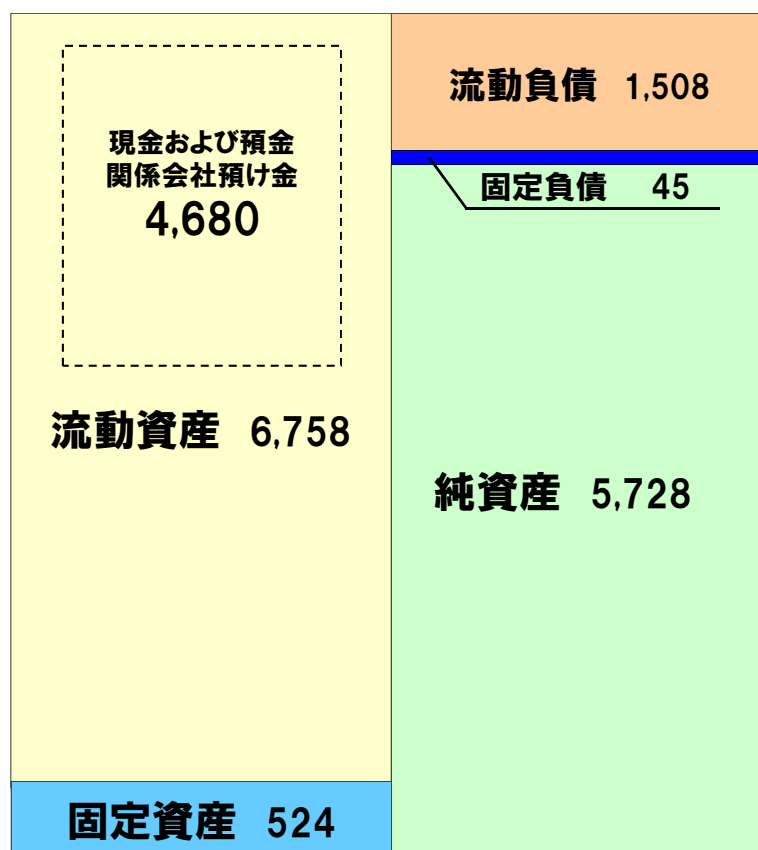 現金および預金
関係会社預け金
4,680
流動資産 6,758
固定資産 524
流動負債 1,508
固定負債 45
純資産 5,728